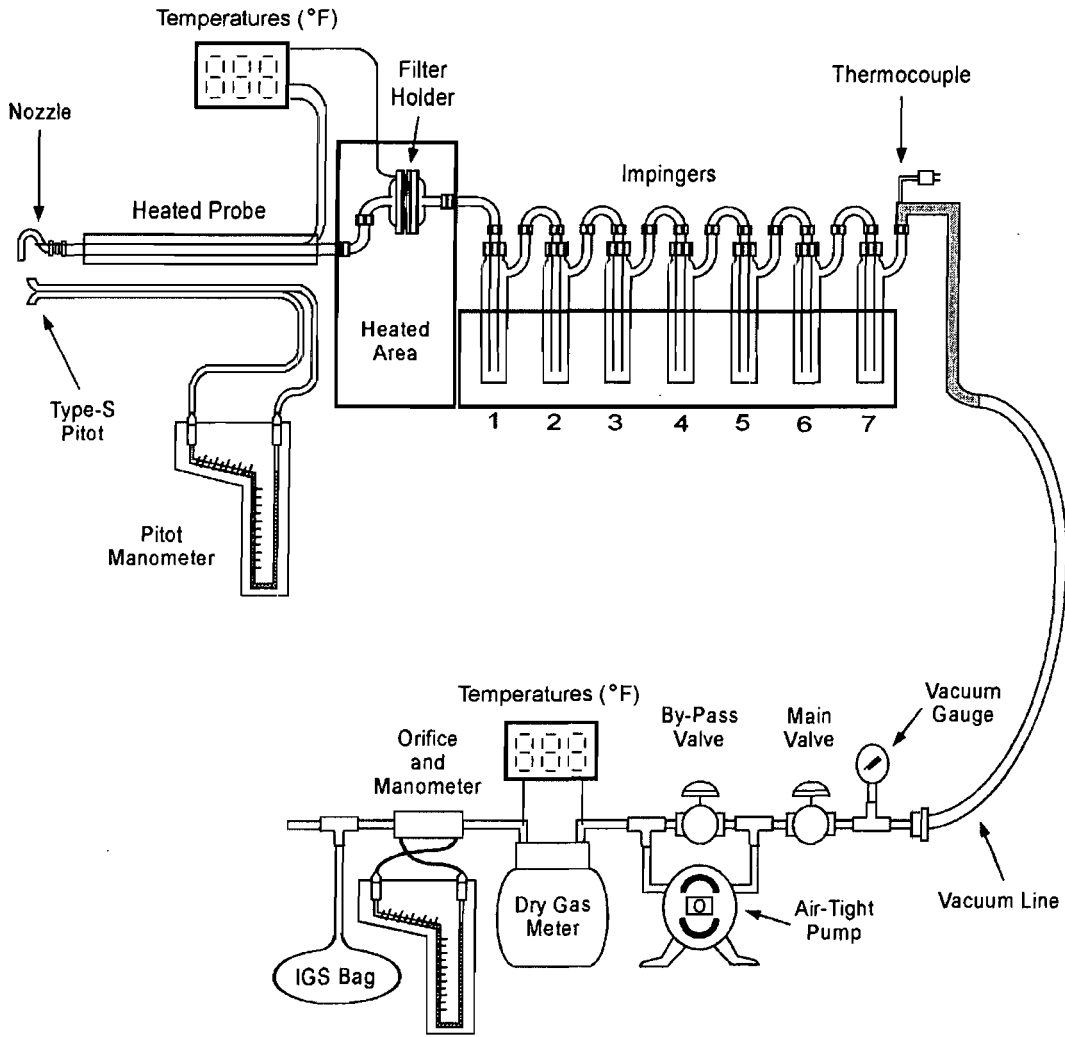 Temperatures (°F)
Filter
Holder
Thermocouple
Nozzle
Impingers
Heated Probe
Heated
Area
Type-S
Pitot
1 2 3 4 5 6 7
Pitot
Manometer
Temperatures (°F)
By-Pass
Valve
Main
Valve
Vacuum
Gauge
Orifice
and
Manometer
Dry Gas
Meter
Air-Tight
Pump
Vacuum Line
IGS Bag